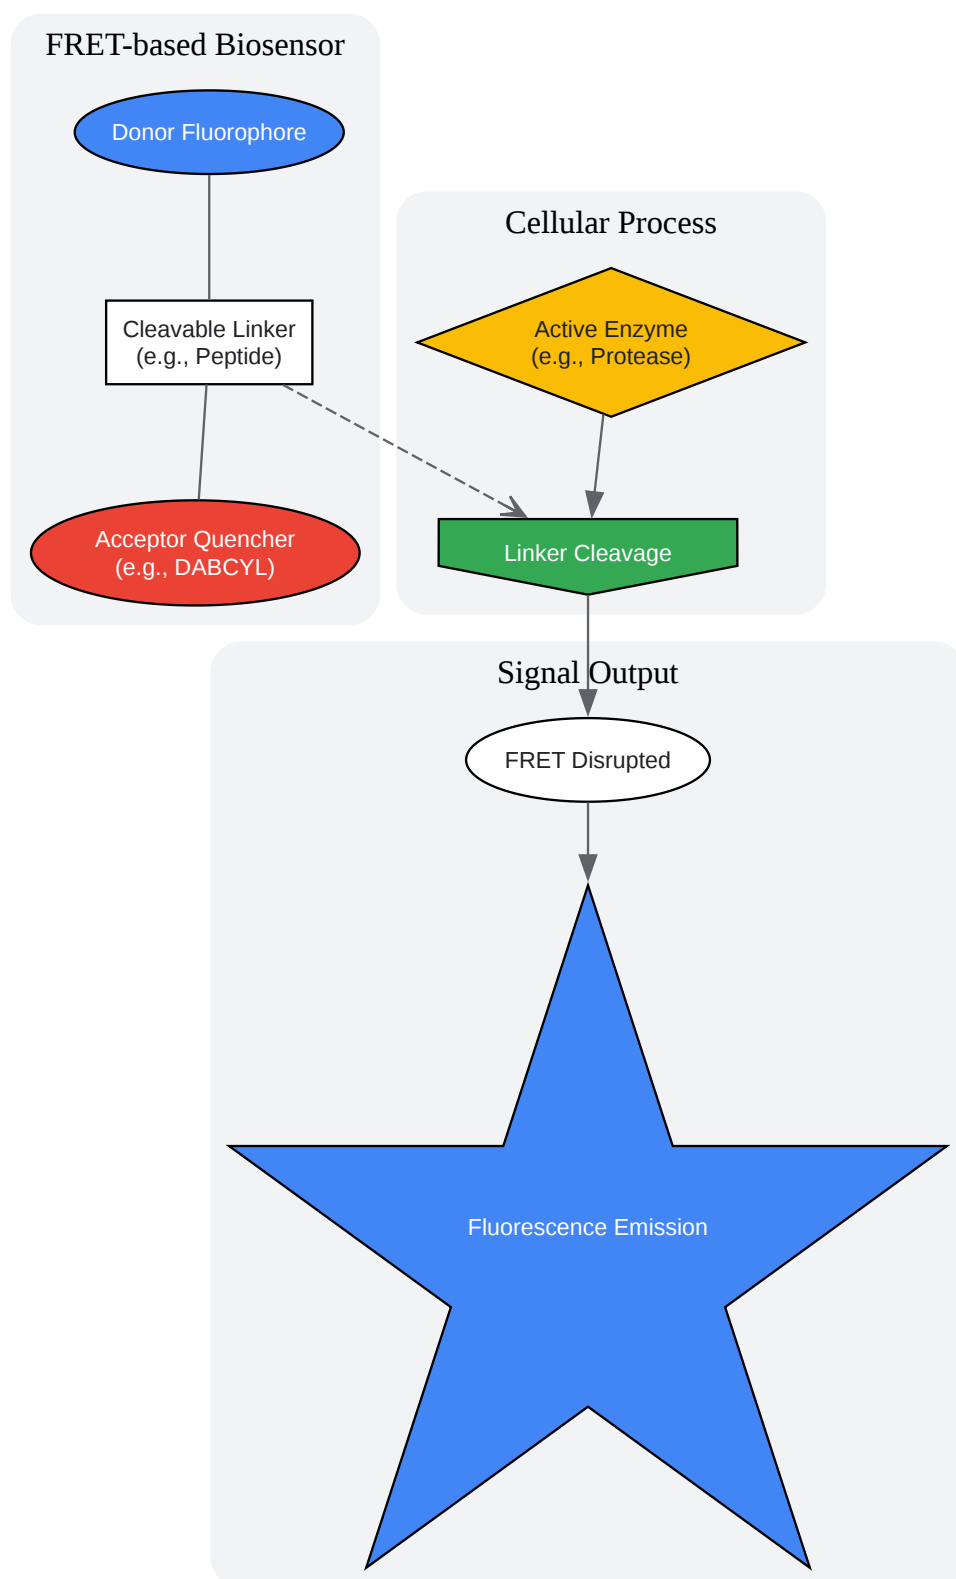 FRET-based Biosensor
Donor Fluorophore
Cleavable Linker
(e.g., Peptide)
Acceptor Quencher
(e.g., DABCYL)
Cellular Process
Active Enzyme
(e.g., Protease)
Linker Cleavage
Signal Output
FRET Disrupted
Fluorescence Emission